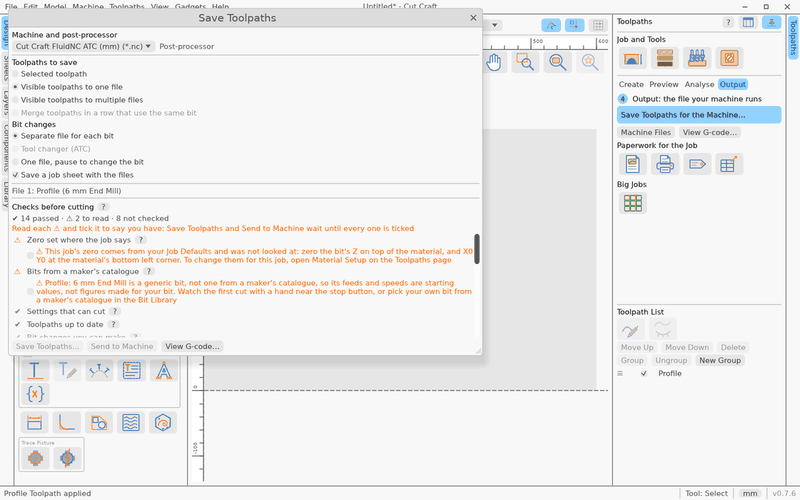 File Edit Model Machine Toolpaths View Gadgets Help
Untitled* - Cut Craft
Save Toolpaths
Machine and post-processor
Cut Craft FluidNC ATC (mm) (*.nc)
Post-processor
Toolpaths to save
Selected toolpath
Visible toolpaths to one file
Visible toolpaths to multiple files
Merge toolpaths in a row that use the same bit
Bit changes
Separate file for each bit
Tool changer (ATC)
One file, pause to change the bit
Save a job sheet with the files
File 1: Profile (6 mm End Mill)
Checks before cutting ?
✔ 14 passed · ⚠ 2 to read · 8 not checked
Read each ⚠ and tick it to say you have: Save Toolpaths and Send to Machine wait until every one is ticked
⚠ Zero set where the job says ?
⚠ This job's zero comes from your Job Defaults and was not looked at: zero the bit's Z on top of the material, and X0
Y0 at the material's bottom left corner. To change them for this job, open Material Setup on the Toolpaths page
⚠ Bits from a maker's catalogue ?
⚠ Profile: 6 mm End Mill is a generic bit, not one from a maker's catalogue, so its feeds and speeds are starting
values, not figures made for your bit. Watch the first cut with a hand near the stop button, or pick your own bit from
a maker's catalogue in the Bit Library
✔ Settings that can cut ?
✔ Toolpaths up to date ?
Bit changes you can make ?
Save Toolpaths...
Send to Machine
View G-code...
500
600
0
-100
Trace Picture
Design
Sheets
Layers
Components
Library
Toolpaths
?
Job and Tools
Create Preview Analyse Output
4 Output: the file your machine runs
Save Toolpaths for the Machine...
Machine Files
View G-code...
Paperwork for the Job
Big Jobs
Toolpath List
Move Up Move Down Delete
Group Ungroup New Group
Profile
Toolpaths
Profile Toolpath applied
Tool: Select
mm
v0.7.6